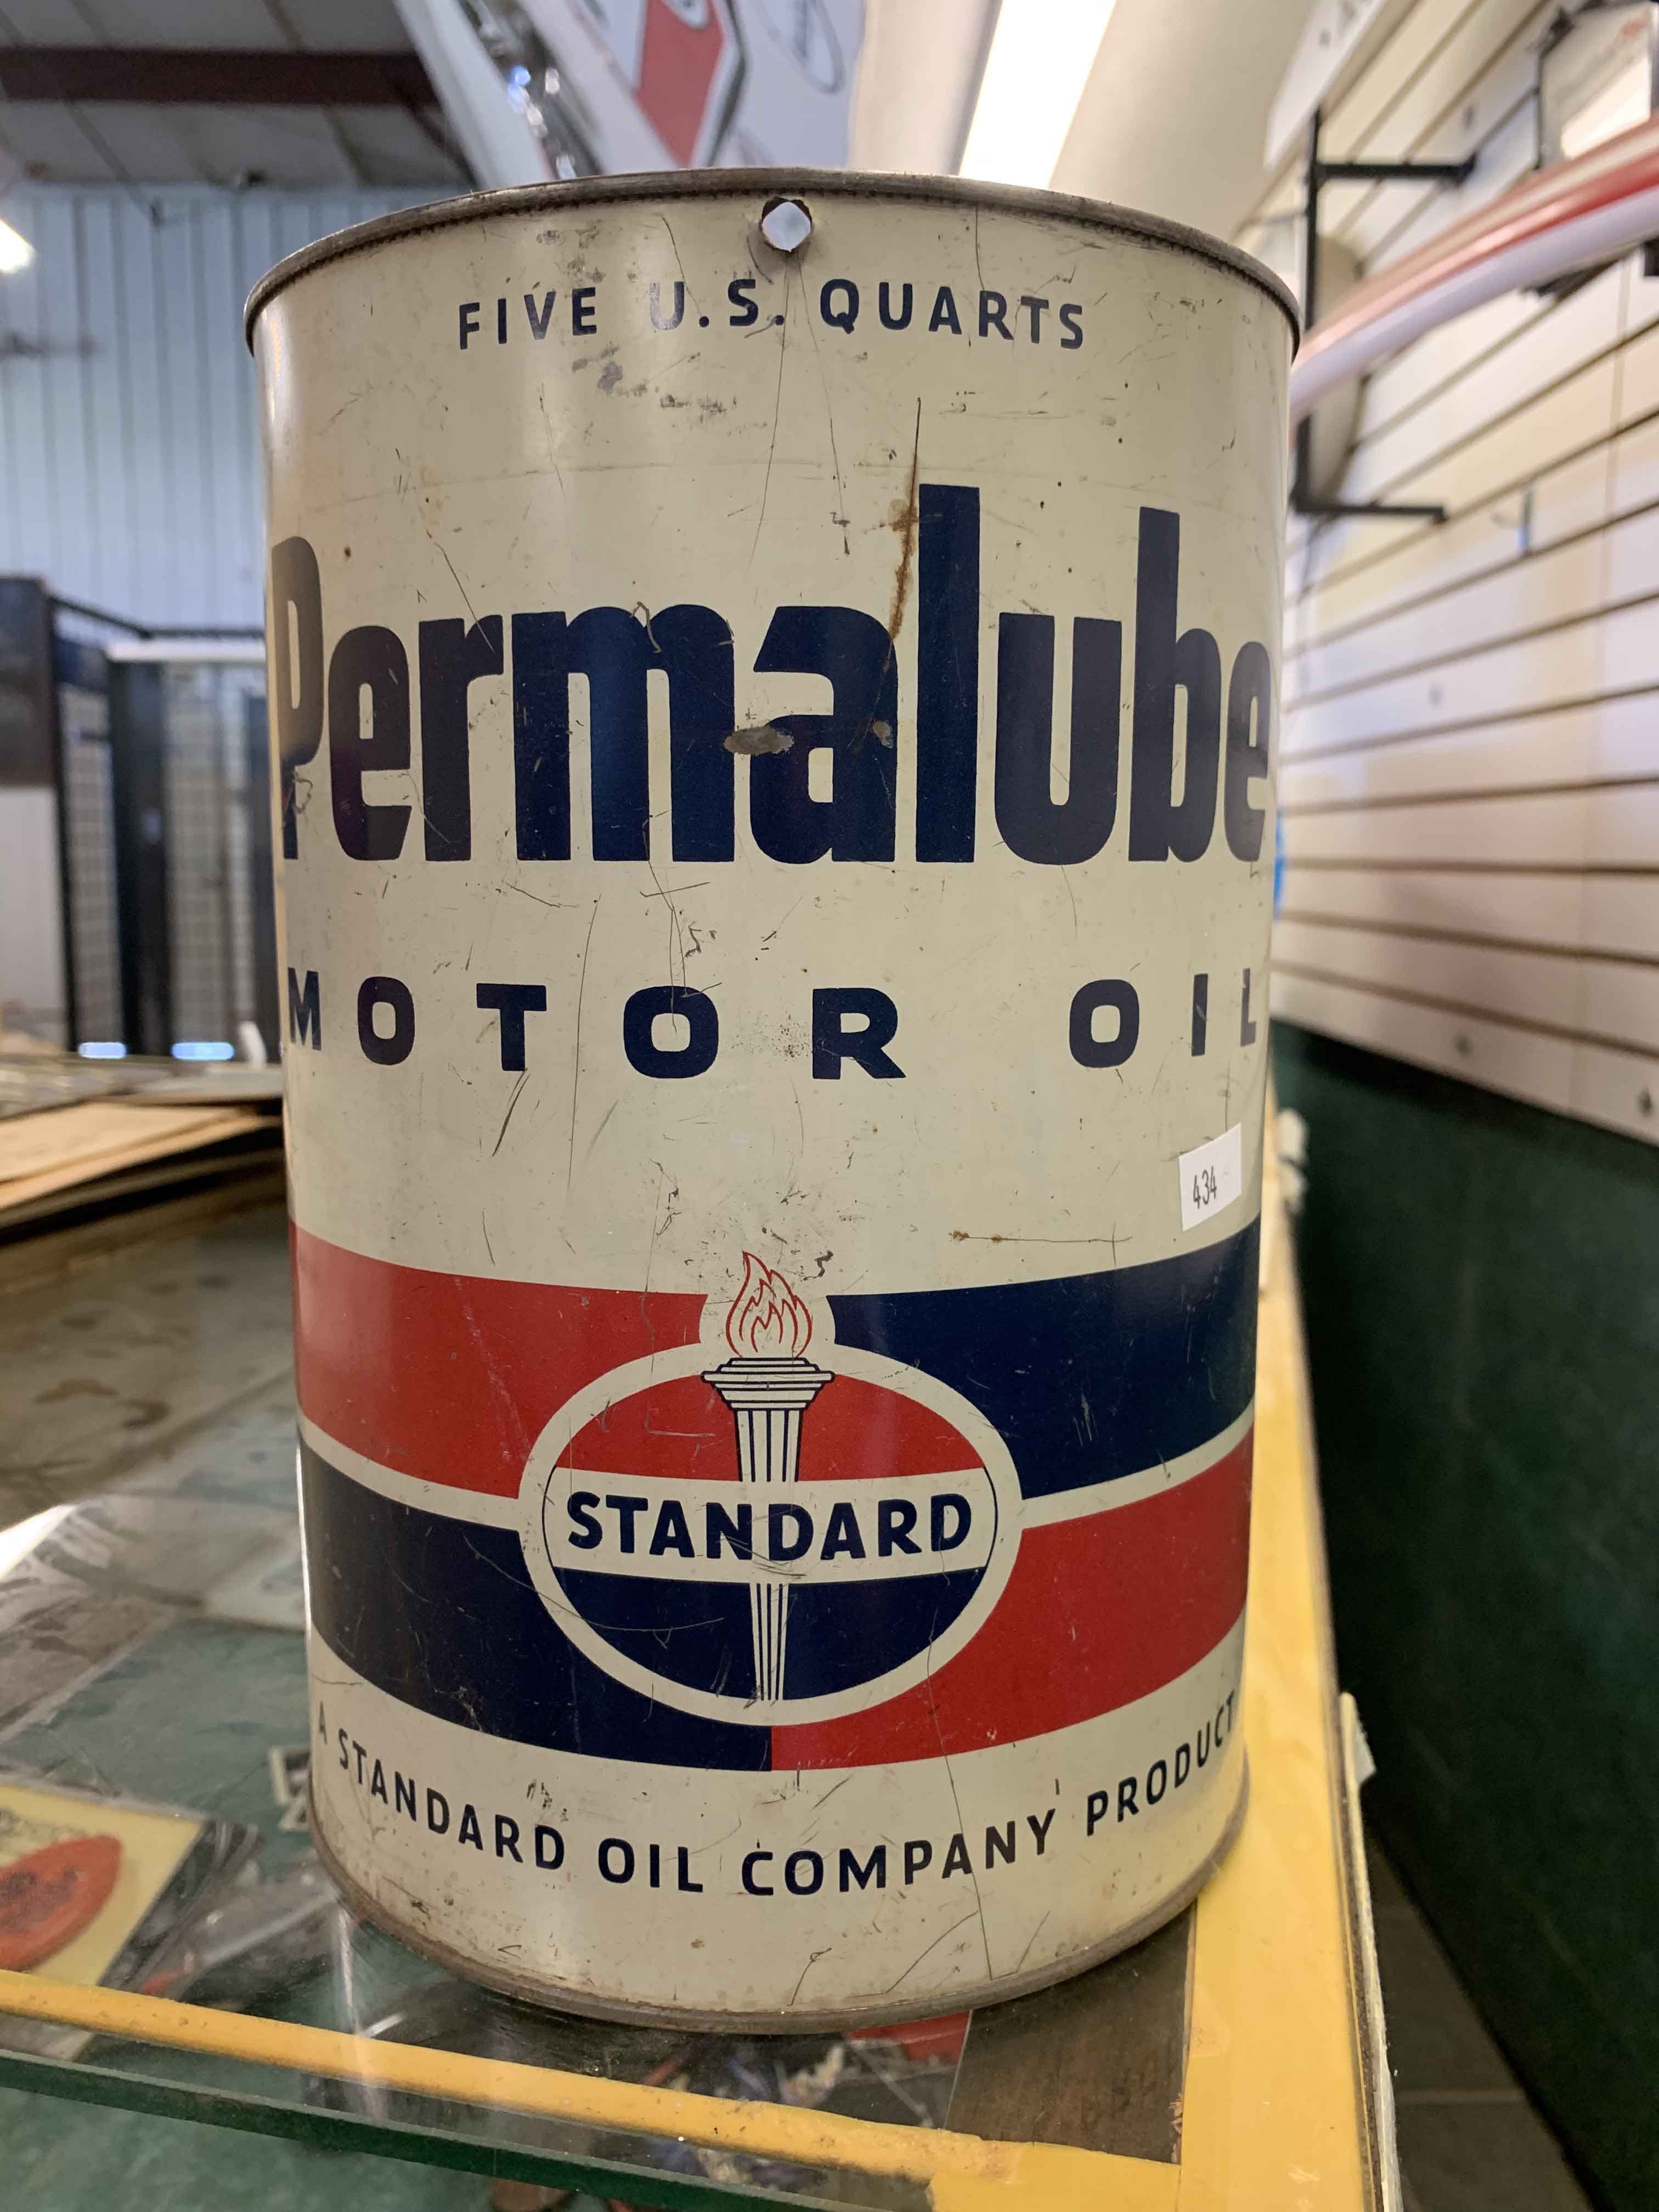 FIVE U.S. QUARTS
Permalube
MOTOR OIL
434
STANDARD
A STANDARD OIL COMPANY PRODUCT